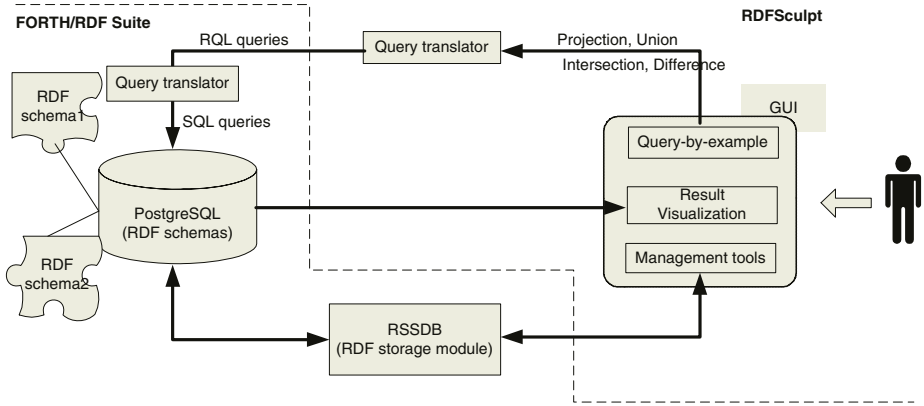 FORTH/RDF Suite
RDFSculpt
RQL queries
Query translator
Projection, Union
Intersection, Difference
Query translator
RDF
schema1
SQL queries
GUI
Query-by-example
PostgreSQL
(RDF schemas)
Result
Visualization
RDF
schema2
Management tools
RSSDB
(RDF storage module)